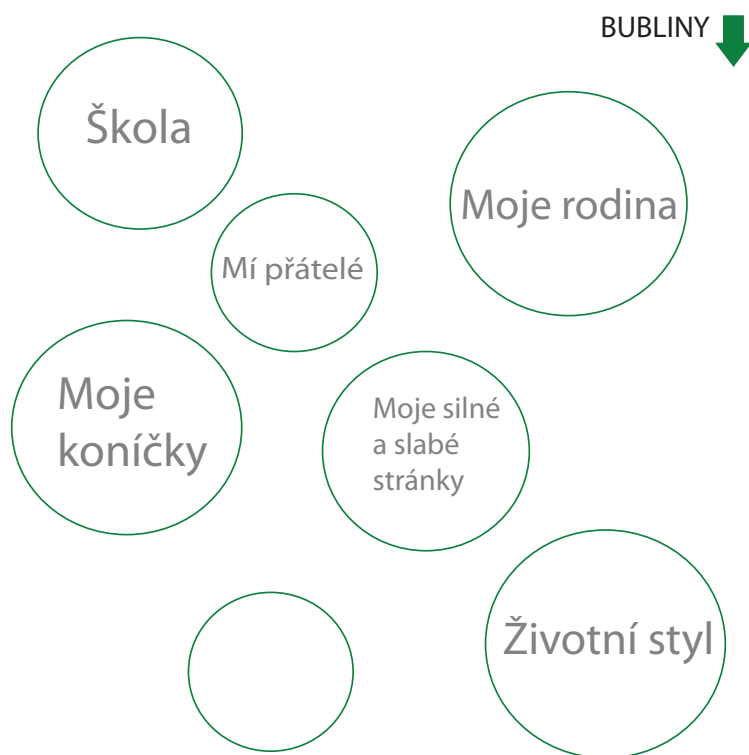 BUBLINY
Škola
Moje rodina
Mí přátelé
Moje
koníčky
Moje silné
a slabé
stránky
Životní styl